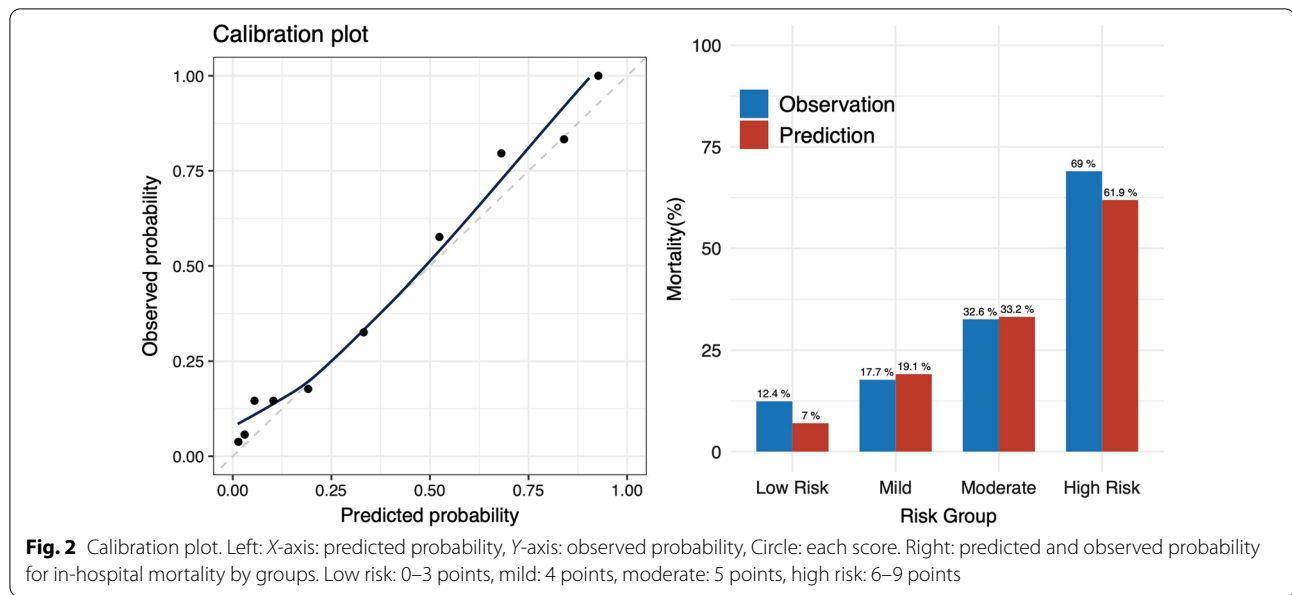 Calibration plot
1.00
0.75
0.50
0.25
0.00
Observed probability
0.00 0.25 0.50 0.75 1.00
Predicted probability
100
75
50
25
0
Mortality(%)
Observation
Prediction
12.4 %
7 %
17.7 %
19.1 %
32.6 %
33.2 %
69 %
61.9 %
Low Risk Mild Moderate High Risk
Risk Group
Fig. 2 Calibration plot. Left: X-axis: predicted probability, Y-axis: observed probability, Circle: each score. Right: predicted and observed probability
for in-hospital mortality by groups. Low risk: 0–3 points, mild: 4 points, moderate: 5 points, high risk: 6–9 points